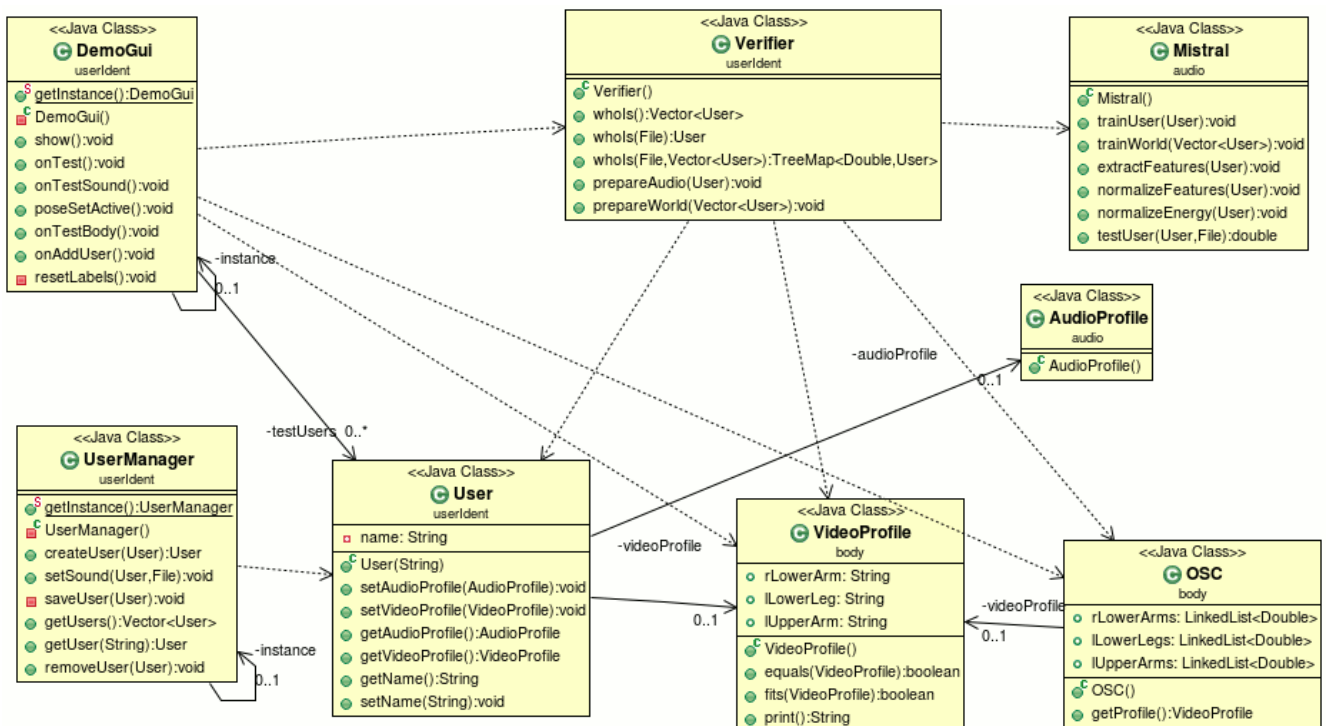 <<Java Class>>
DemoGui
userIdent
getInstance():DemoGui
DemoGui()
show():void
onTest():void
onTestSound():void
poseSetActive():void
onTestBody():void
onAddUser():void
resetLabels():void
-instance
0..1
<<Java Class>>
Verifier
userIdent
Verifier()
whoIs():Vector<User>
whoIs(File):User
whoIs(File,Vector<User>):TreeMap<Double,User>
prepareAudio(User):void
prepareWorld(Vector<User>):void
<<Java Class>>
Mistral
audio
Mistral()
trainUser(User):void
trainWorld(Vector<User>):void
extractFeatures(User):void
normalizeFeatures(User):void
normalizeEnergy(User):void
testUser(User,File):double
<<Java Class>>
AudioProfile
audio
AudioProfile()
-audioProfile
0..1
-testUsers 0..*
<<Java Class>>
UserManager
userIdent
getInstance():UserManager
UserManager()
createUser(User):User
setSound(User,File):void
saveUser(User):void
getUsers():Vector<User>
getUser(String):User
removeUser(User):void
-instance
0..1
<<Java Class>>
User
userIdent
name: String
User(String)
setAudioProfile(AudioProfile):void
setVideoProfile(VideoProfile):void
getAudioProfile():AudioProfile
getVideoProfile():VideoProfile
getName():String
setName(String):void
-videoProfile
0..1
<<Java Class>>
VideoProfile
body
rLowerArm: String
lLowerLeg: String
lUpperArm: String
VideoProfile()
equals(VideoProfile):boolean
fits(VideoProfile):boolean
print():String
-videoProfile
0..1
<<Java Class>>
OSC
body
rLowerArms: LinkedList<Double>
lLowerLegs: LinkedList<Double>
lUpperArms: LinkedList<Double>
OSC()
getProfile():VideoProfile